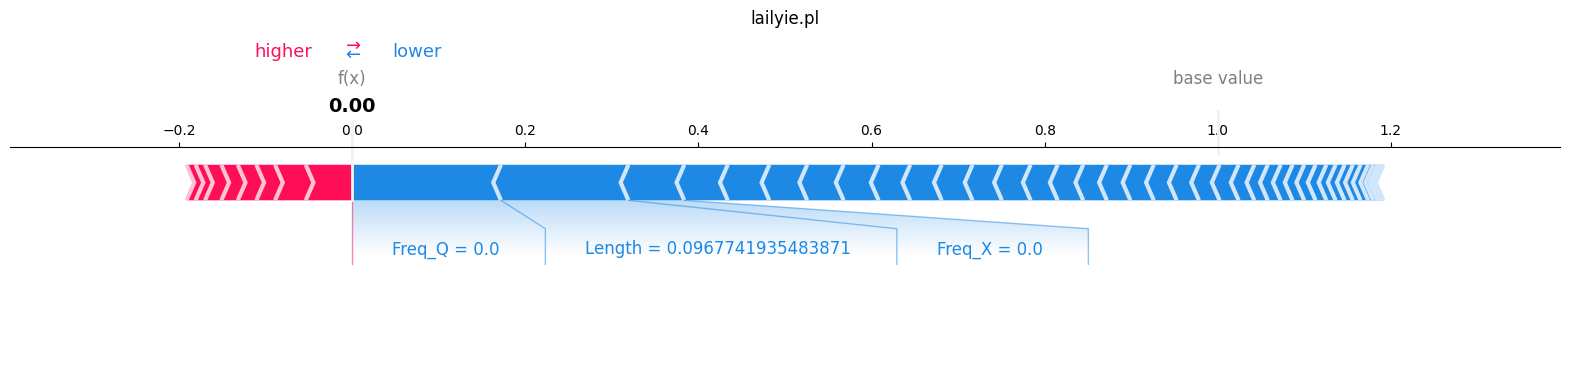 lailyie.pl
higher ⇄ lower
f(x) base value
0.00
−0.2 0.0 0.2 0.4 0.6 0.8 1.0 1.2
Freq_Q = 0.0 Length = 0.0967741935483871 Freq_X = 0.0